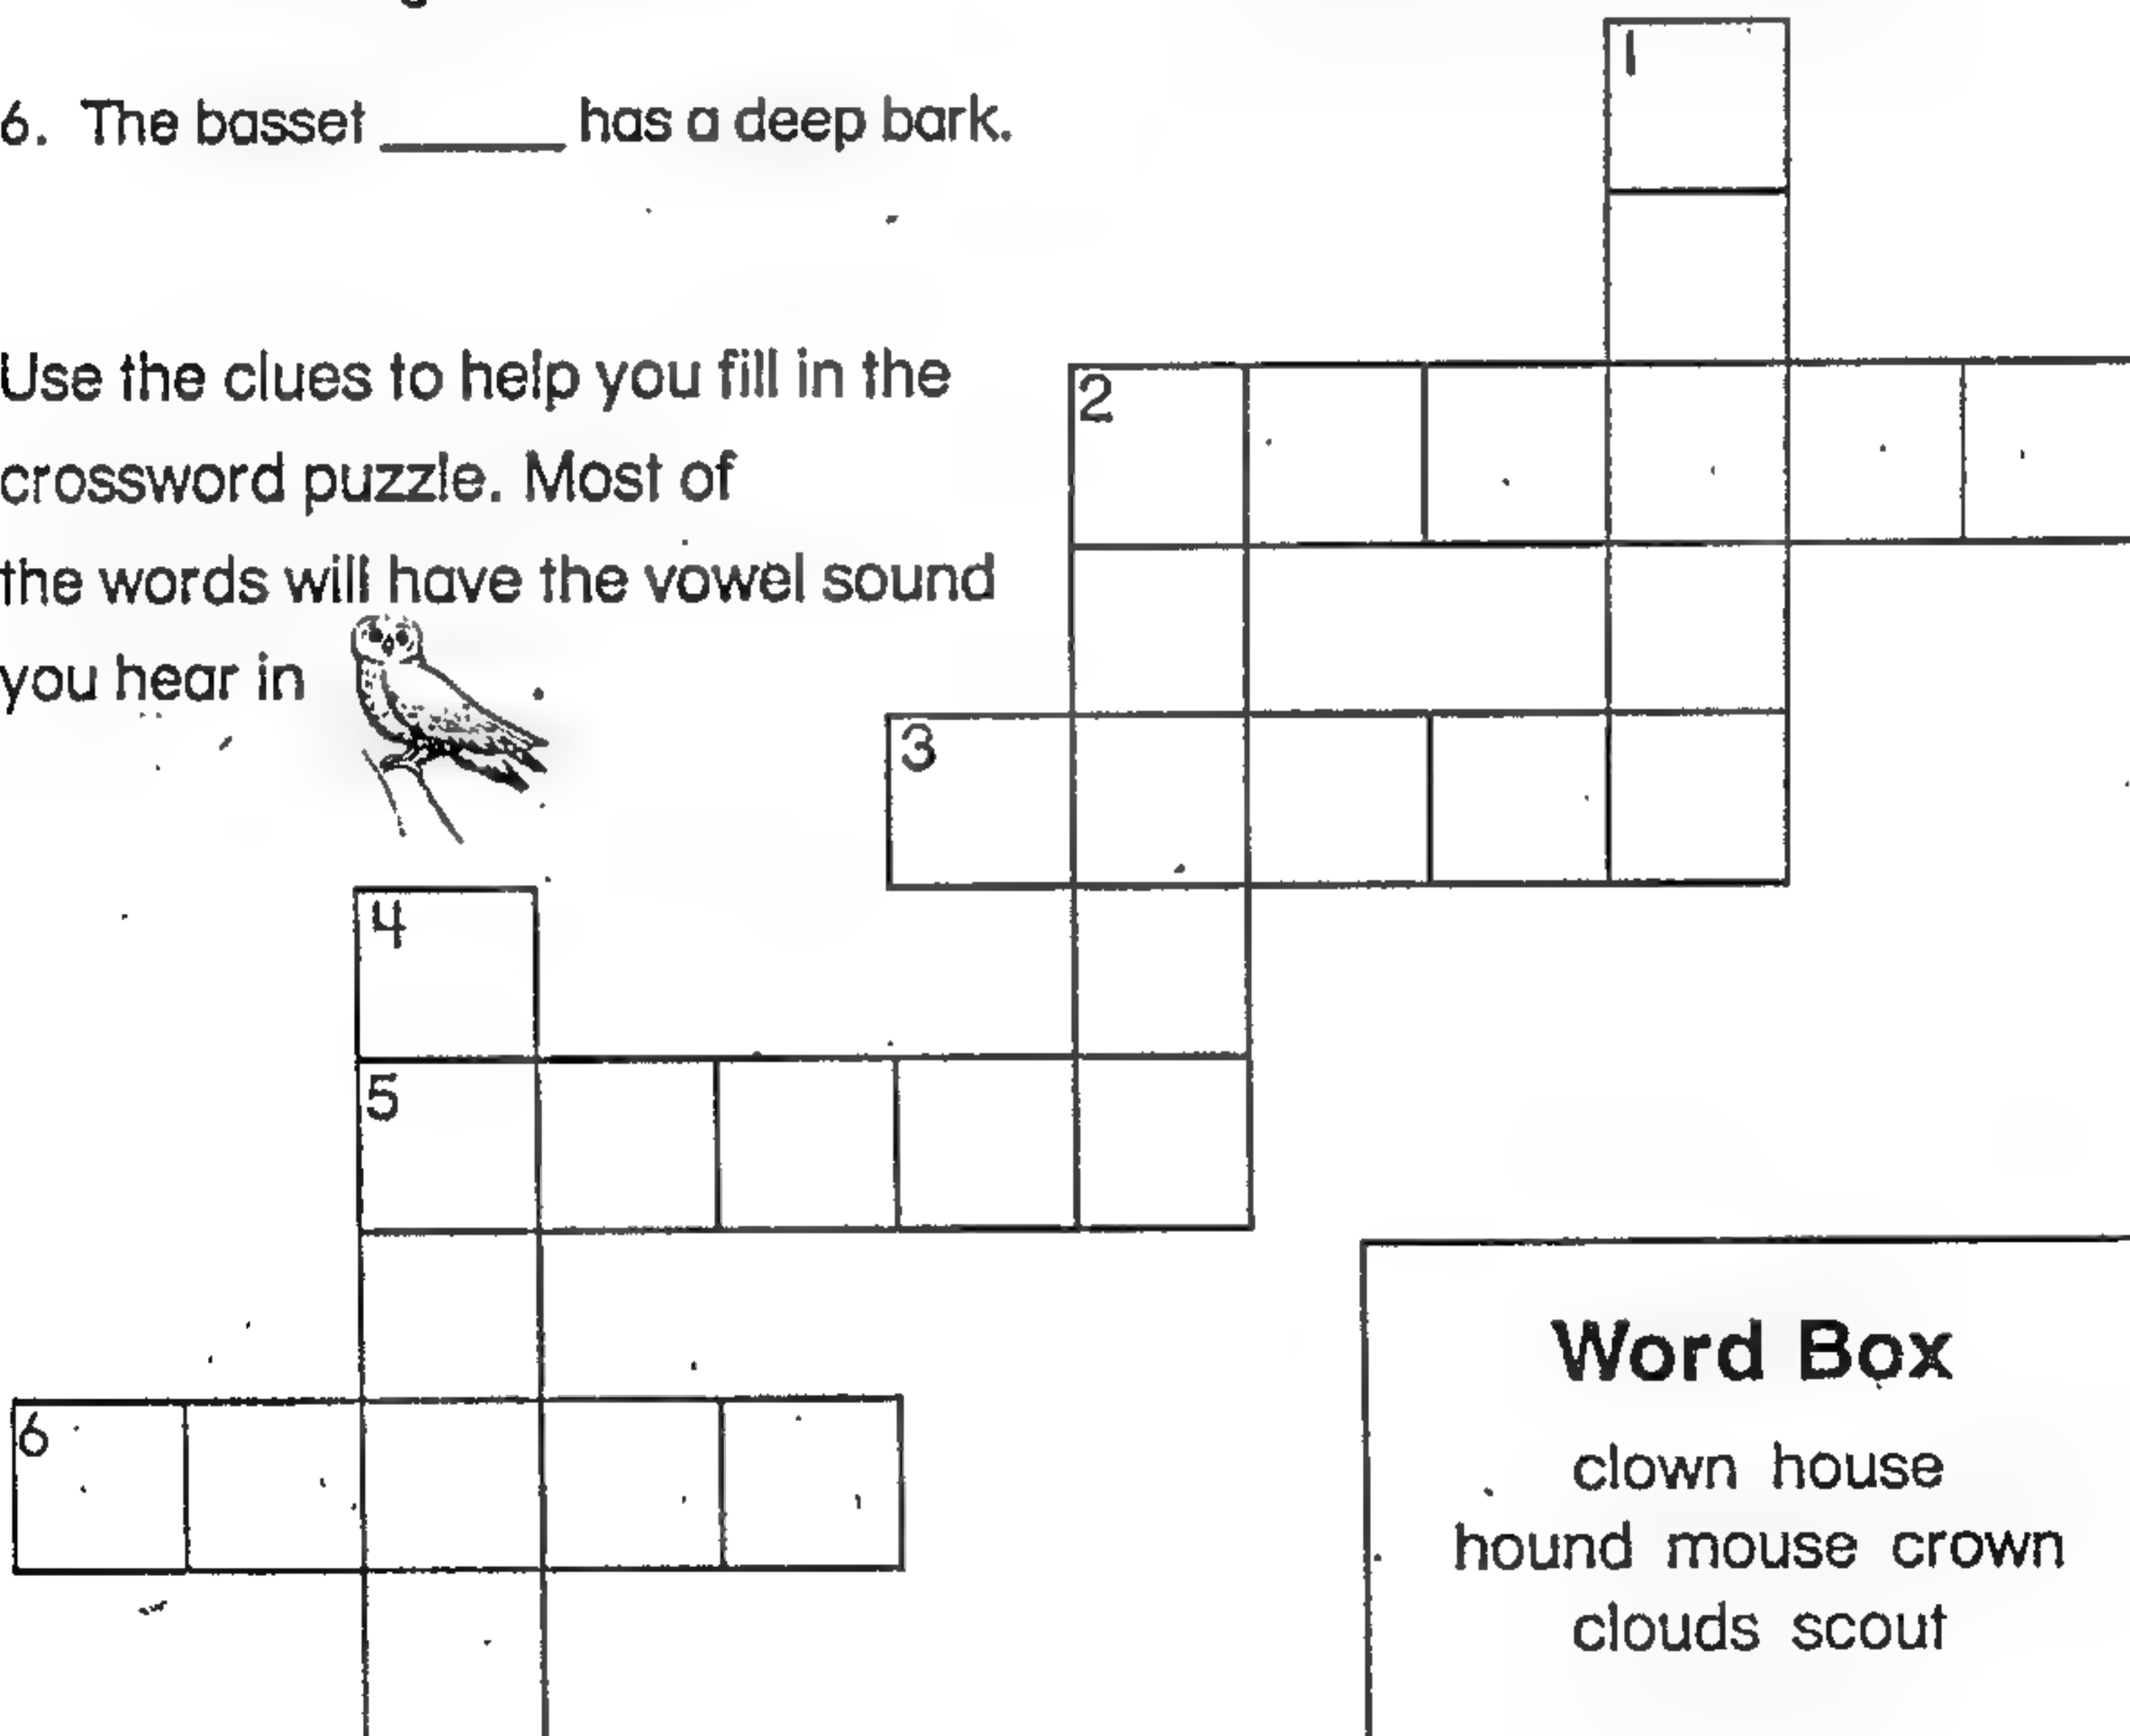 6. The basset _____ has a deep bark.
Use the clues to help you fill in the
crossword puzzle. Most of
the words will have the vowel sound
you hear in
1
2
3
4
5
6
Word Box
clown house
hound mouse crown
clouds scout